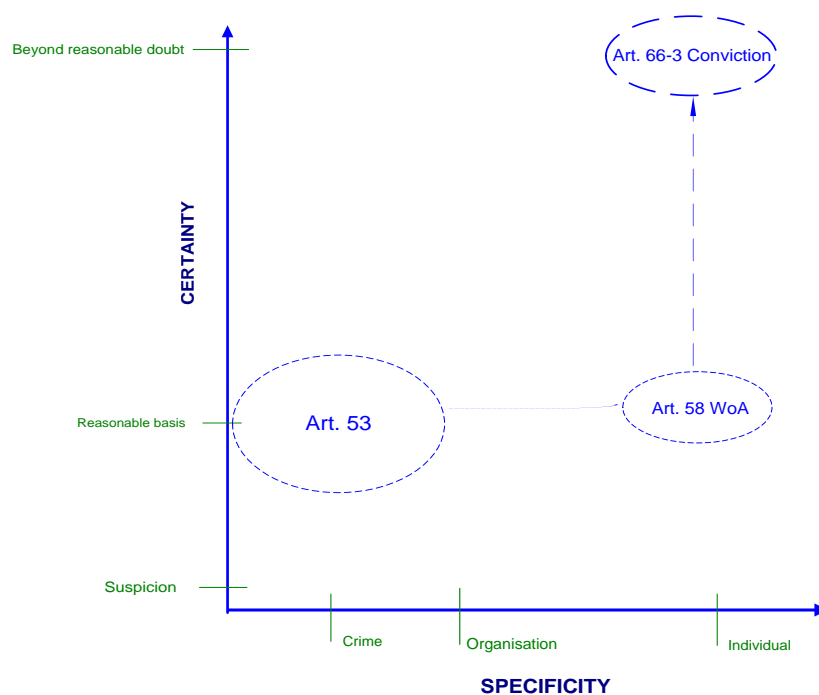 Beyond reasonable doubt
Art. 66-3 Conviction
CERTAINTY
Art. 58 WoA
Reasonable basis
Art. 53
Suspicion
Crime
Organisation
Individual
SPECIFICITY